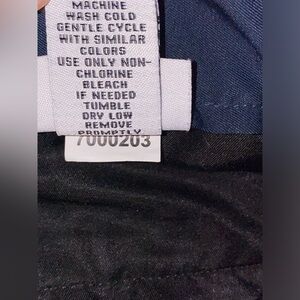 MACHINE
WASH COLD
GENTLE CYCLE
WITH SIMILAR
COLORS
USE ONLY NON-
CHLORINE
BLEACH
IF NEEDED
TUMBLE
DRY LOW
REMOVE
PROMPTLY
7000203